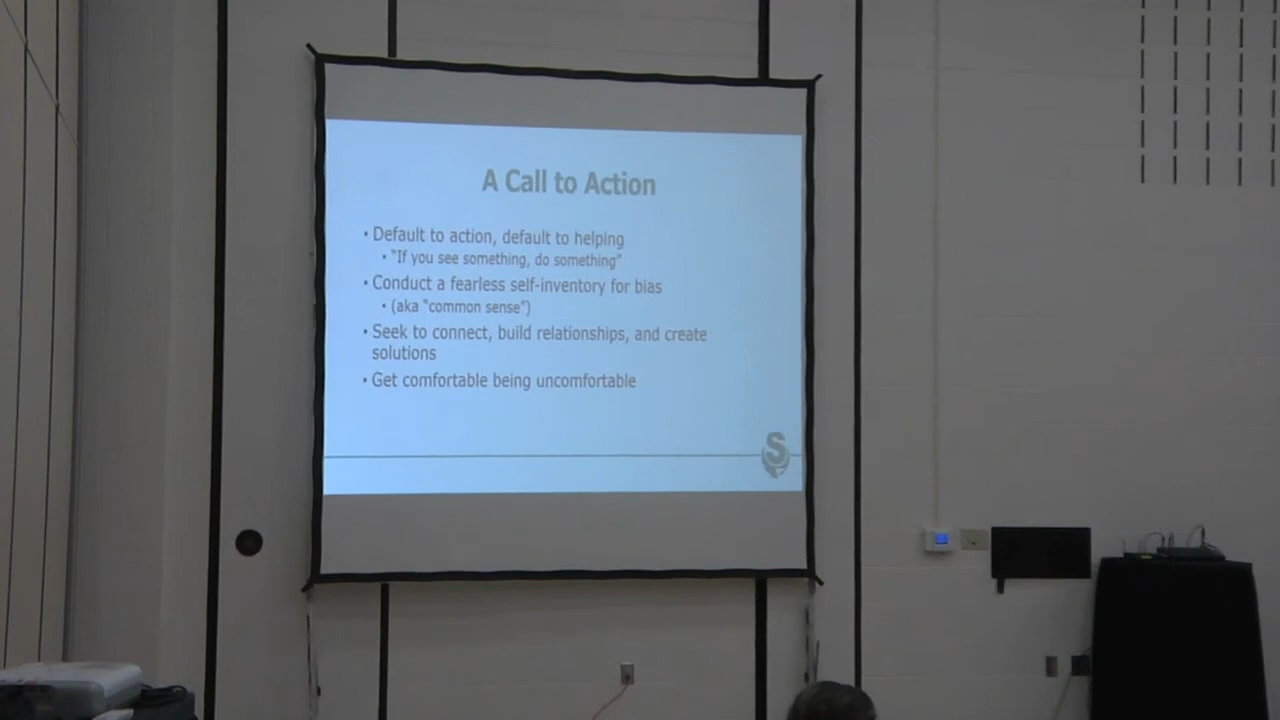 A Call to Action
• Default to action, default to helping
• "If you see something, do something"
• Conduct a fearless self-inventory for bias
• (aka "common sense")
• Seek to connect, build relationships, and create
solutions
• Get comfortable being uncomfortable
S